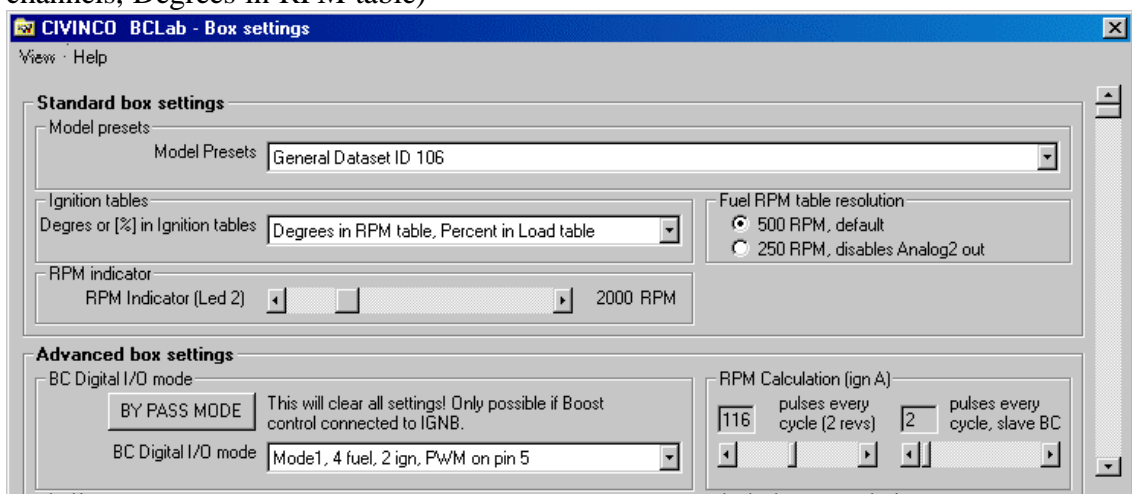 channels, Degrees in RPM table)
CIVINCO BCLab - Box settings
View Help
Standard box settings
Model presets
Model Presets General Dataset ID 106
Ignition tables
Degres or [%] in Ignition tables Degrees in RPM table, Percent in Load table
Fuel RPM table resolution
500 RPM, default
250 RPM, disables Analog2 out
RPM indicator
RPM Indicator (Led 2) 2000 RPM
Advanced box settings
BC Digital I/O mode
BY PASS MODE
This will clear all settings! Only possible if Boost
control connected to IGNB.
BC Digital I/O mode Mode1, 4 fuel, 2 ign, PWM on pin 5
RPM Calculation (ign A)
116 pulses every
cycle (2 revs)
2 pulses every
cycle, slave BC